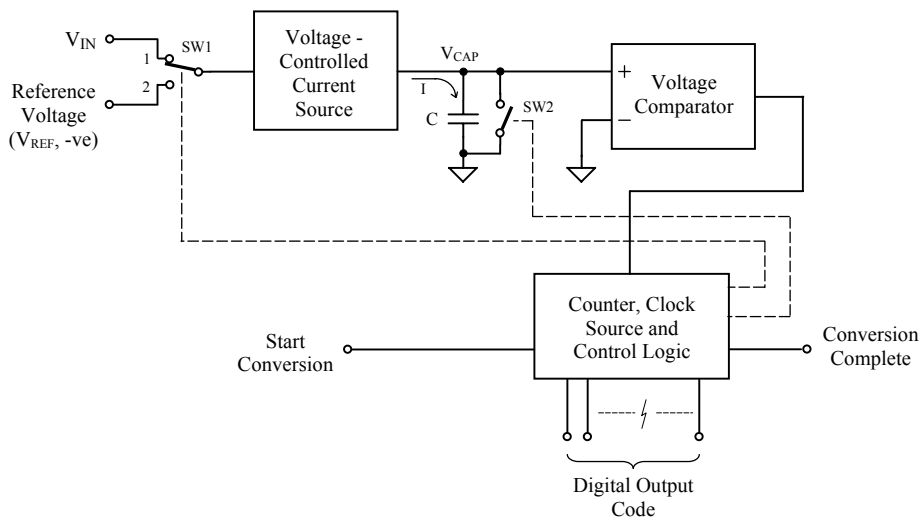 V_IN
1
SW1
2
Reference
Voltage
(V_REF, -ve)
Voltage -
Controlled
Current
Source
V_CAP
I
C
SW2
+
−
Voltage
Comparator
Counter, Clock
Source and
Control Logic
Start
Conversion
Conversion
Complete
Digital Output
Code